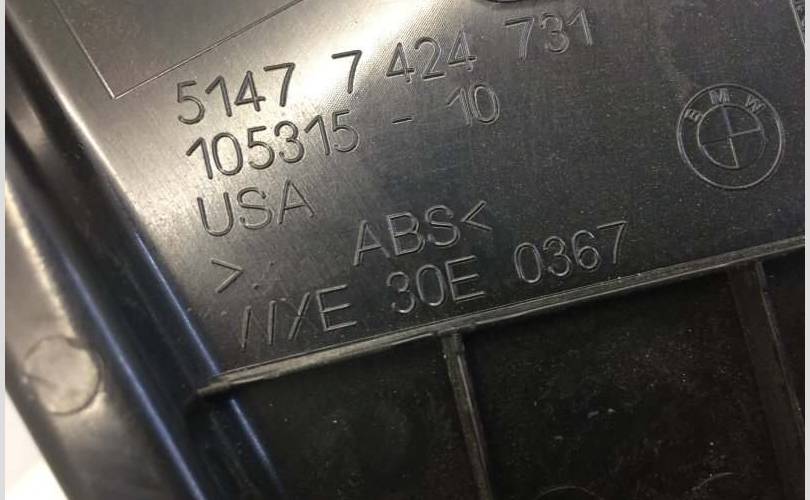 5147 7 424 731
105315 - 10
USA
> ABS<
30E 0367
BMW